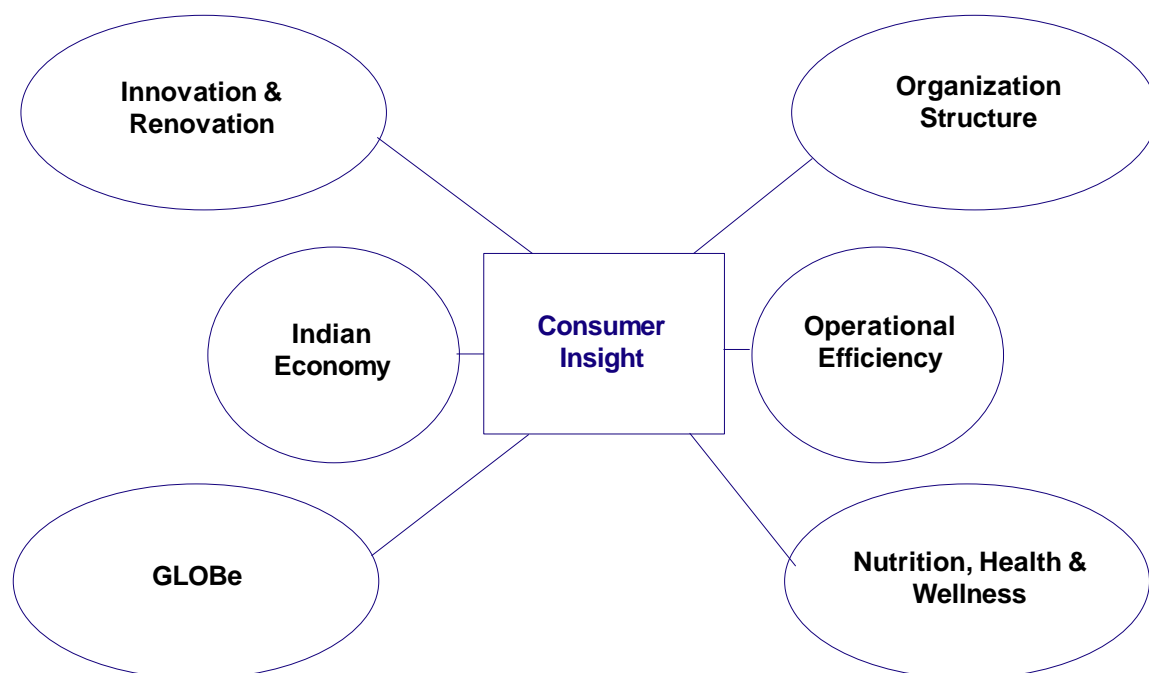 Innovation &
Renovation
Organization
Structure
Indian
Economy
Consumer
Insight
Operational
Efficiency
GLOBe
Nutrition, Health &
Wellness